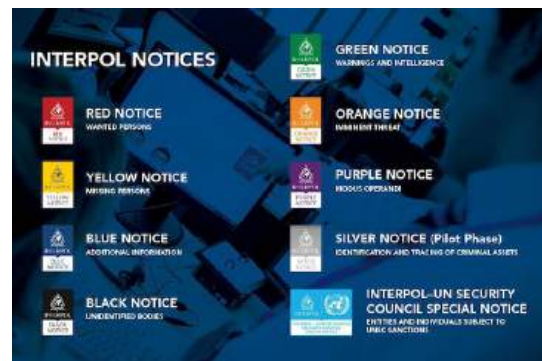 INTERPOL NOTICES
RED NOTICE
WANTED PERSONS
YELLOW NOTICE
MISSING PERSONS
BLUE NOTICE
ADDITIONAL INFORMATION
BLACK NOTICE
UNIDENTIFIED BODIES
GREEN NOTICE
WARNINGS AND INTELLIGENCE
ORANGE NOTICE
IMMINENT THREAT
PURPLE NOTICE
MODUS OPERANDI
SILVER NOTICE (Pilot Phase)
IDENTIFICATION AND TRACING OF CRIMINAL ASSETS
INTERPOL–UN SECURITY
COUNCIL SPECIAL NOTICE
ENTITIES AND INDIVIDUALS SUBJECT TO
UNSC SANCTIONS